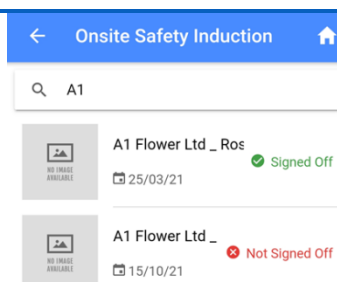 Onsite Safety Induction
A1
NO IMAGE
AVAILABLE
A1 Flower Ltd _ Ros
Signed Off
25/03/21
NO IMAGE
AVAILABLE
A1 Flower Ltd _
Not Signed Off
15/10/21